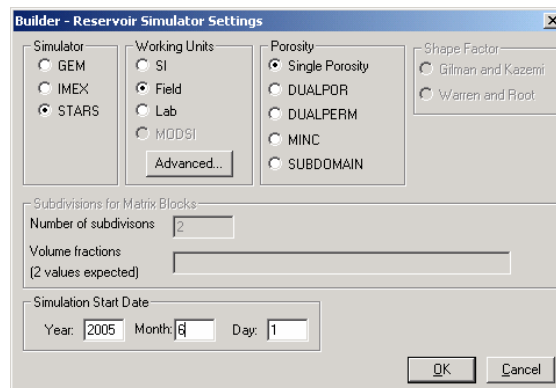 Builder - Reservoir Simulator Settings
Simulator
GEM
IMEX
STARS
Working Units
SI
Field
Lab
MODSI
Advanced...
Porosity
Single Porosity
DUALPOR
DUALPERM
MINC
SUBDOMAIN
Shape Factor
Gilman and Kazemi
Warren and Root
Subdivisions for Matrix Blocks
Number of subdivisons 2
Volume fractions
(2 values expected)
Simulation Start Date
Year: 2005 Month: 6 Day: 1
OK Cancel